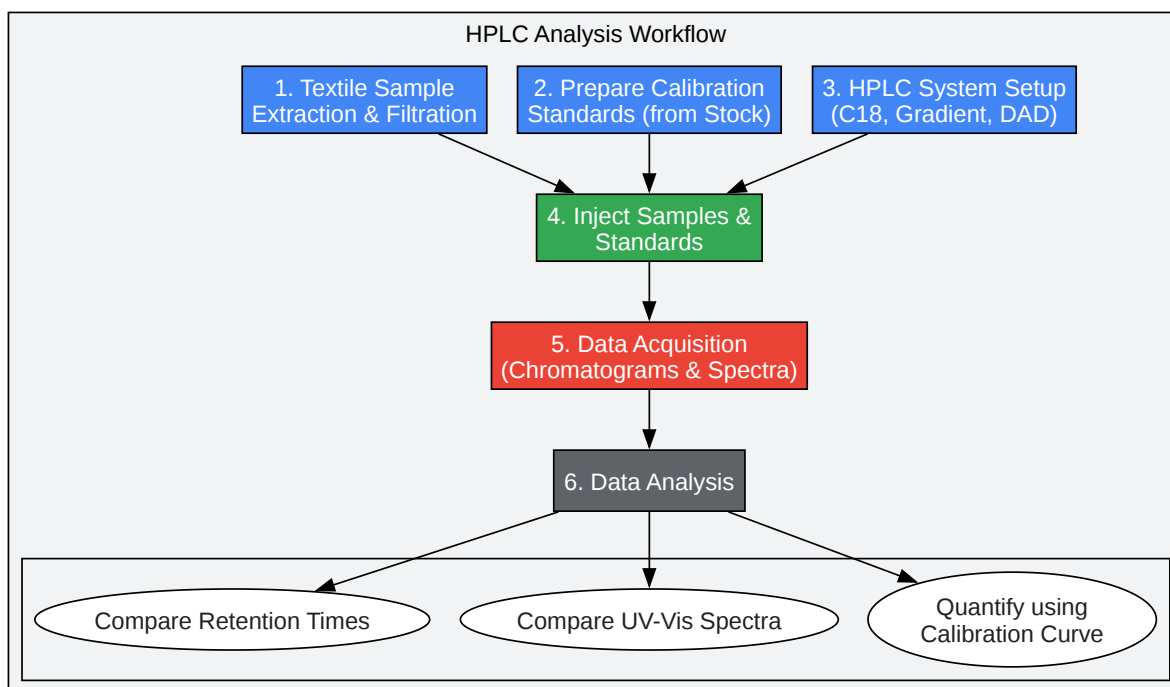 HPLC Analysis Workflow
1. Textile Sample
Extraction & Filtration
2. Prepare Calibration
Standards (from Stock)
3. HPLC System Setup
(C18, Gradient, DAD)
4. Inject Samples &
Standards
5. Data Acquisition
(Chromatograms & Spectra)
6. Data Analysis
Compare Retention Times
Compare UV-Vis Spectra
Quantify using
Calibration Curve